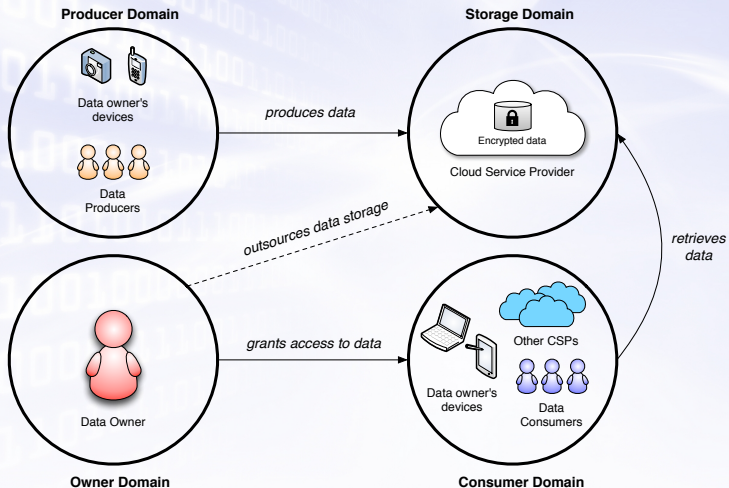 Producer Domain
Storage Domain
Data owner's
devices
produces data
Encrypted data
Cloud Service Provider
Data
Producers
outsources data storage
retrieves
data
Other CSPs
grants access to data
Data owner's
devices
Data
Consumers
Data Owner
Owner Domain
Consumer Domain